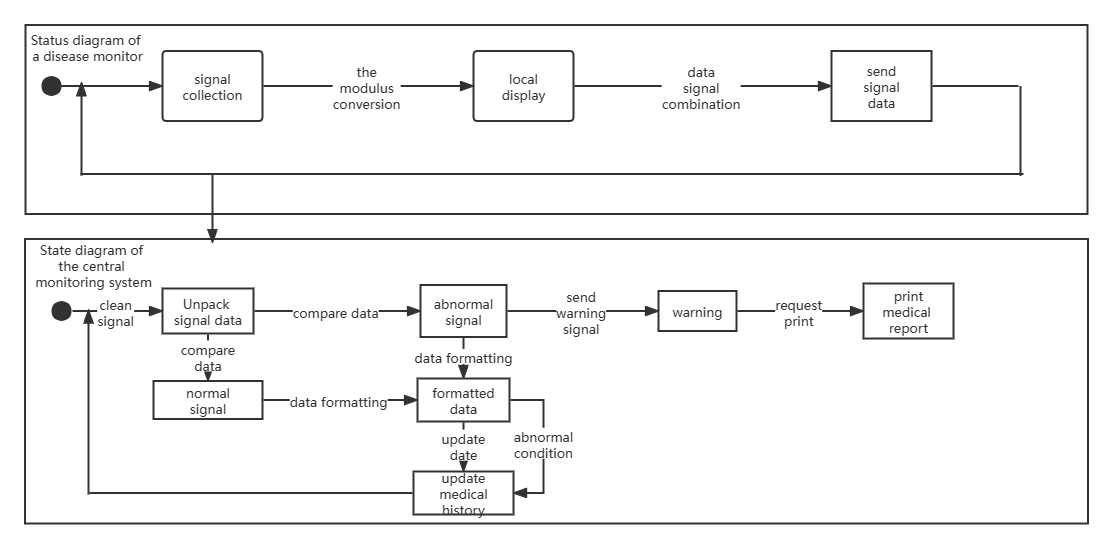 Status diagram of
a disease monitor
signal
collection
the
modulus
conversion
local
display
data
signal
combination
send
signal
data
State diagram of
the central
monitoring system
clean
signal
Unpack
signal data
compare data
abnormal
signal
send
warning
signal
warning
request
print
print
medical
report
compare
data
data formatting
normal
signal
data formatting
formatted
data
update
date
abnormal
condition
update
medical
history